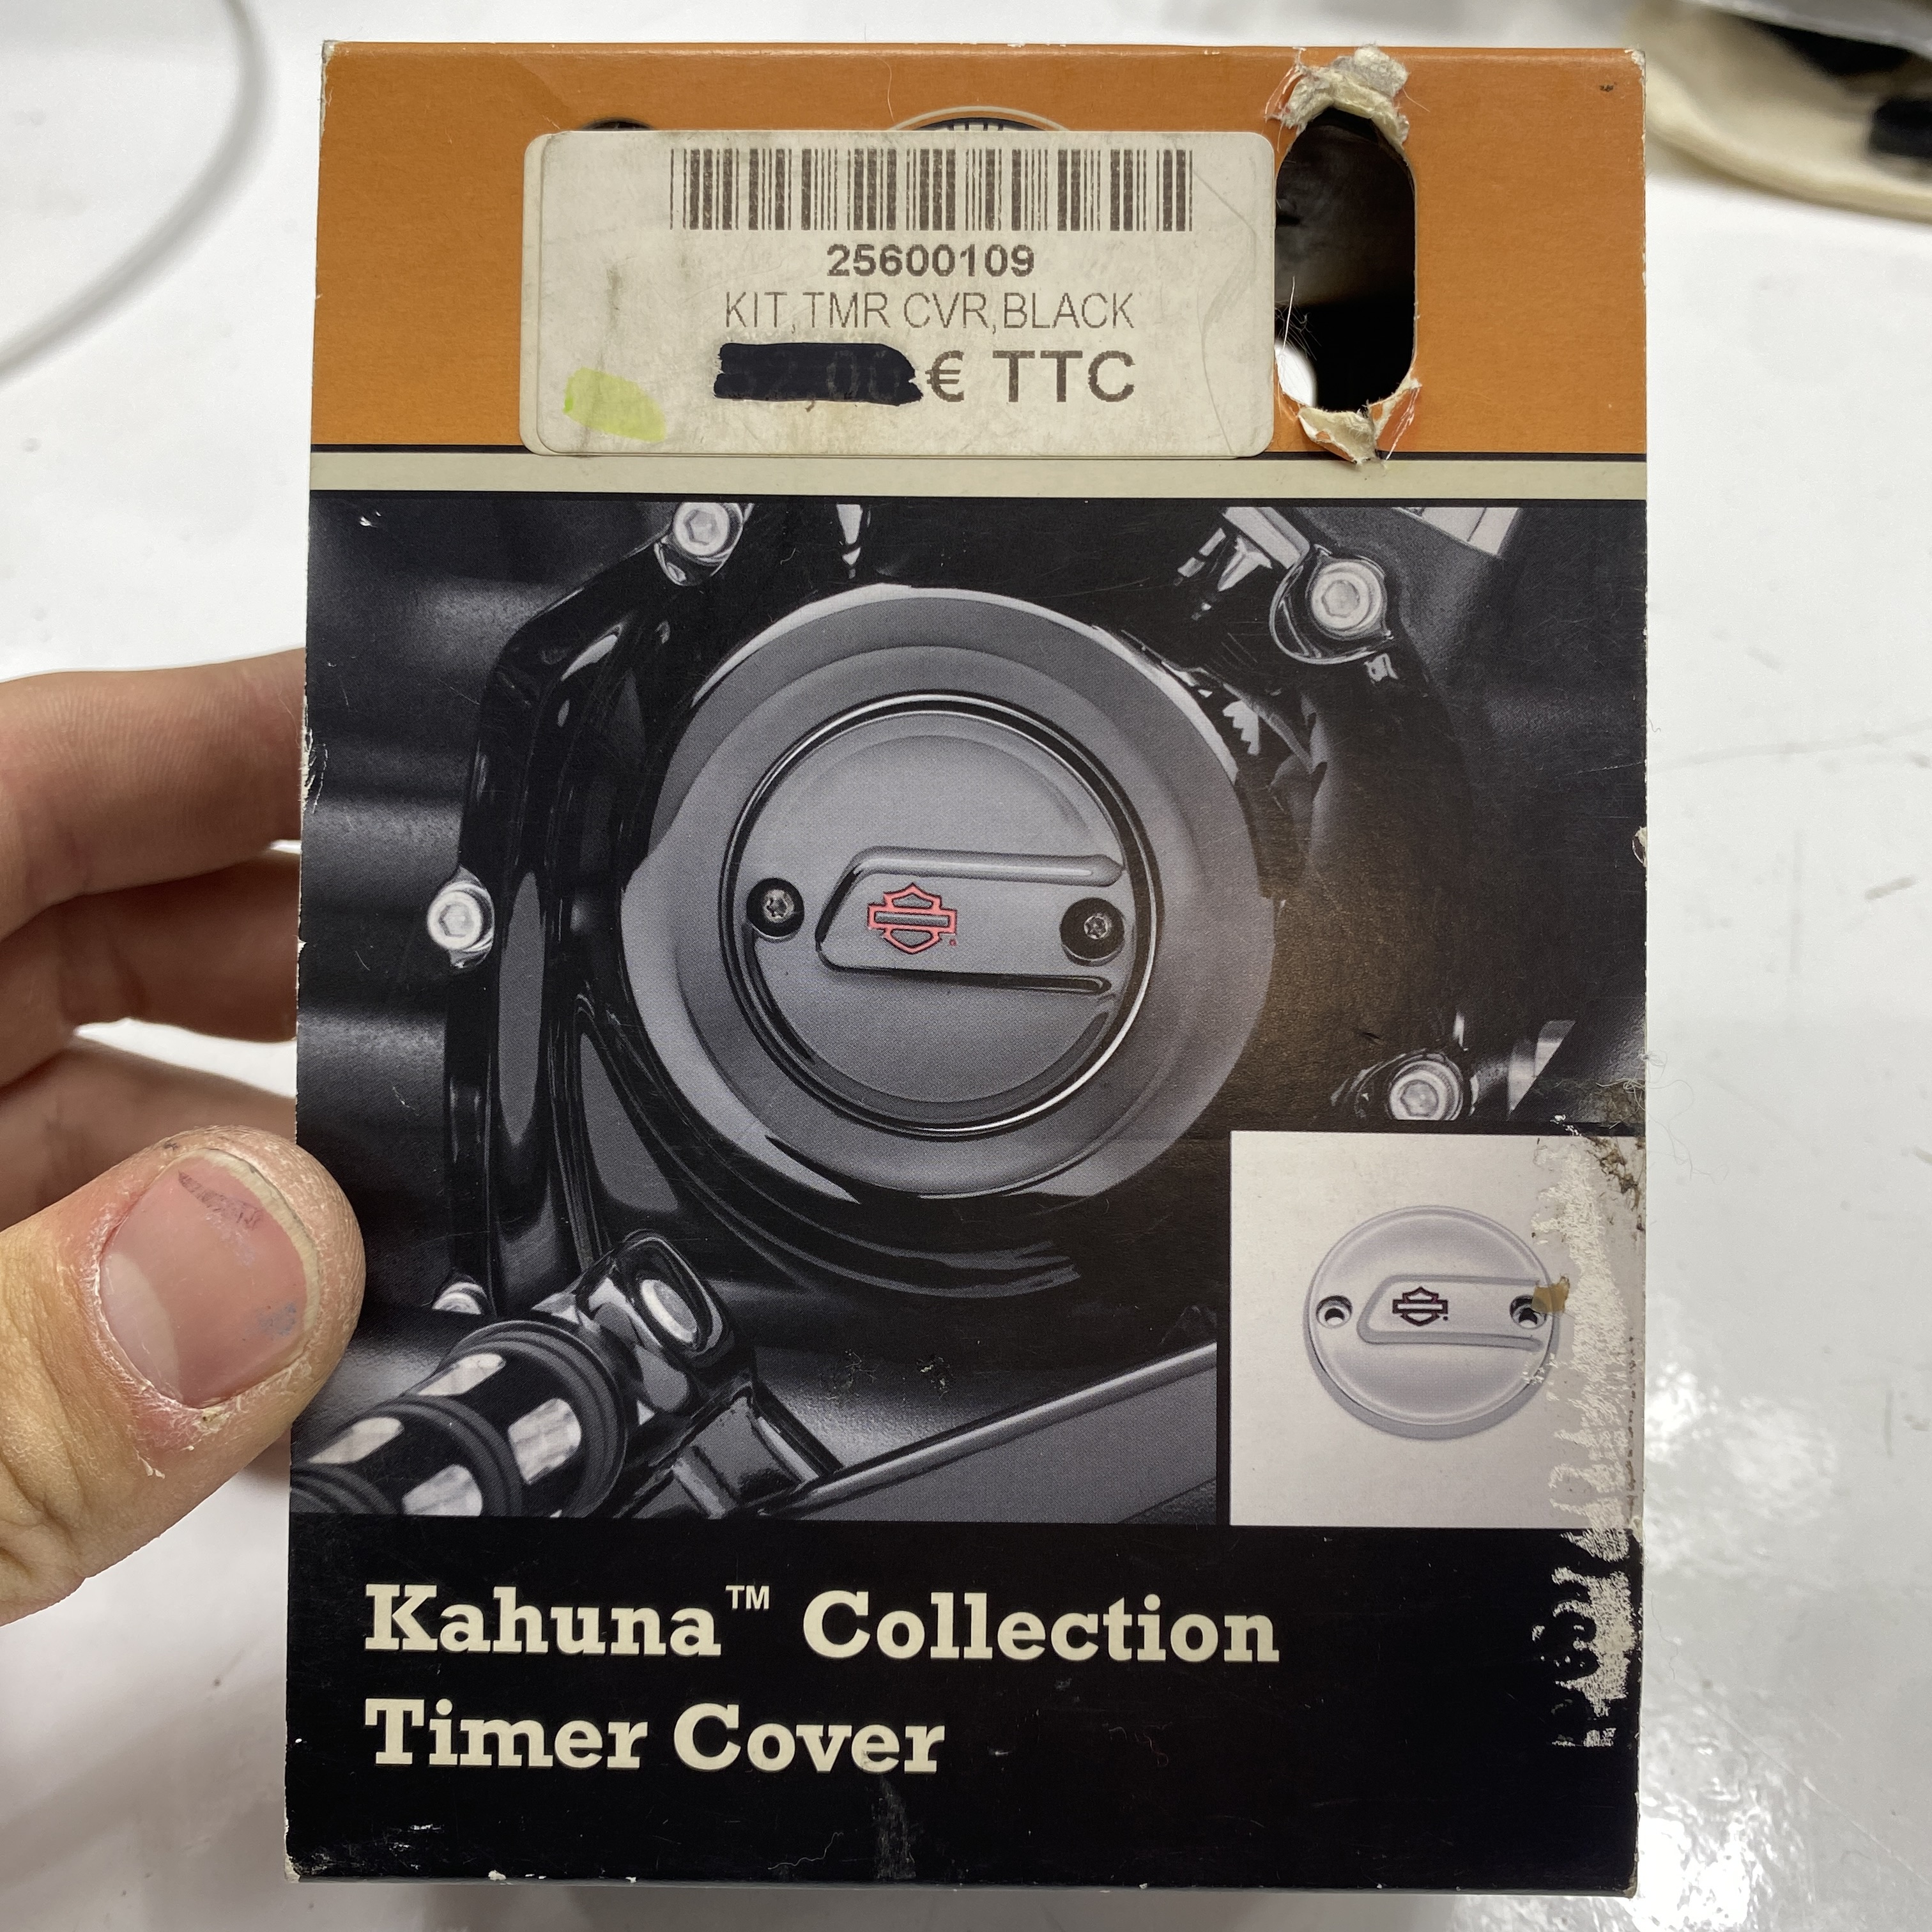 25600109
KIT,TMR CVR,BLACK
€ TTC
Kahuna™ Collection
Timer Cover